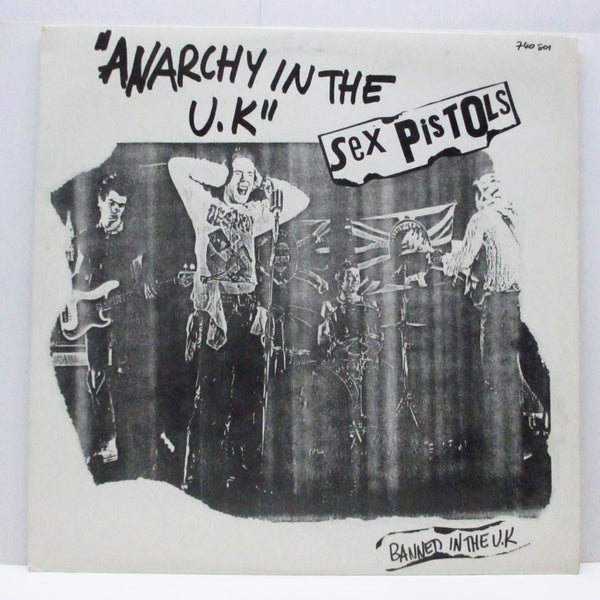 740 501
"ANARCHY IN THE
U.K"
SEX PiSTOLS
BANNED IN THE U.K